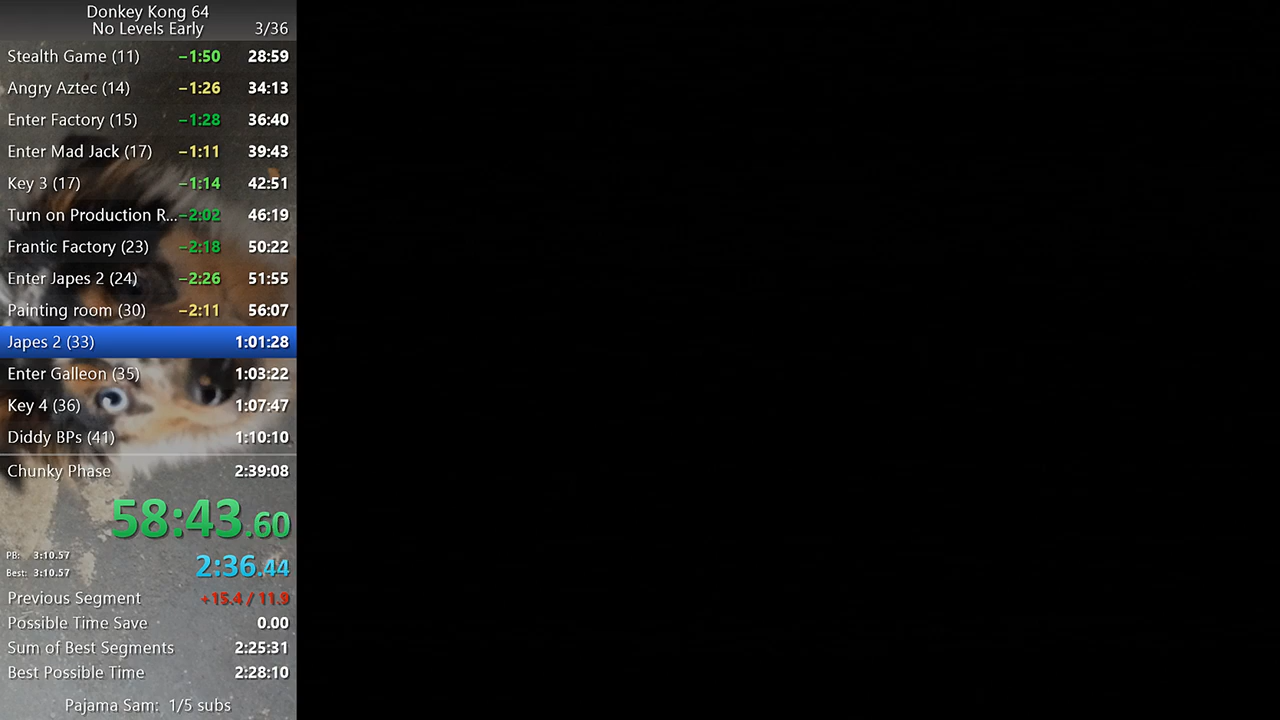 Donkey Kong 64
No Levels Early 3/36
Stealth Game (11) −1:50 28:59
Angry Aztec (14) −1:26 34:13
Enter Factory (15) −1:28 36:40
Enter Mad Jack (17) −1:11 39:43
Key 3 (17) −1:14 42:51
Turn on Production R... −2:02 46:19
Frantic Factory (23) −2:18 50:22
Enter Japes 2 (24) −2:26 51:55
Painting room (30) −2:11 56:07
Japes 2 (33) 1:01:28
Enter Galleon (35) 1:03:22
Key 4 (36) 1:07:47
Diddy BPs (41) 1:10:10
Chunky Phase 2:39:08
58:43.60
PB: 3:10.57
Best: 3:10.57
2:36.44
Previous Segment +15.4 / 11.9
Possible Time Save 0.00
Sum of Best Segments 2:25:31
Best Possible Time 2:28:10
Pajama Sam: 1/5 subs